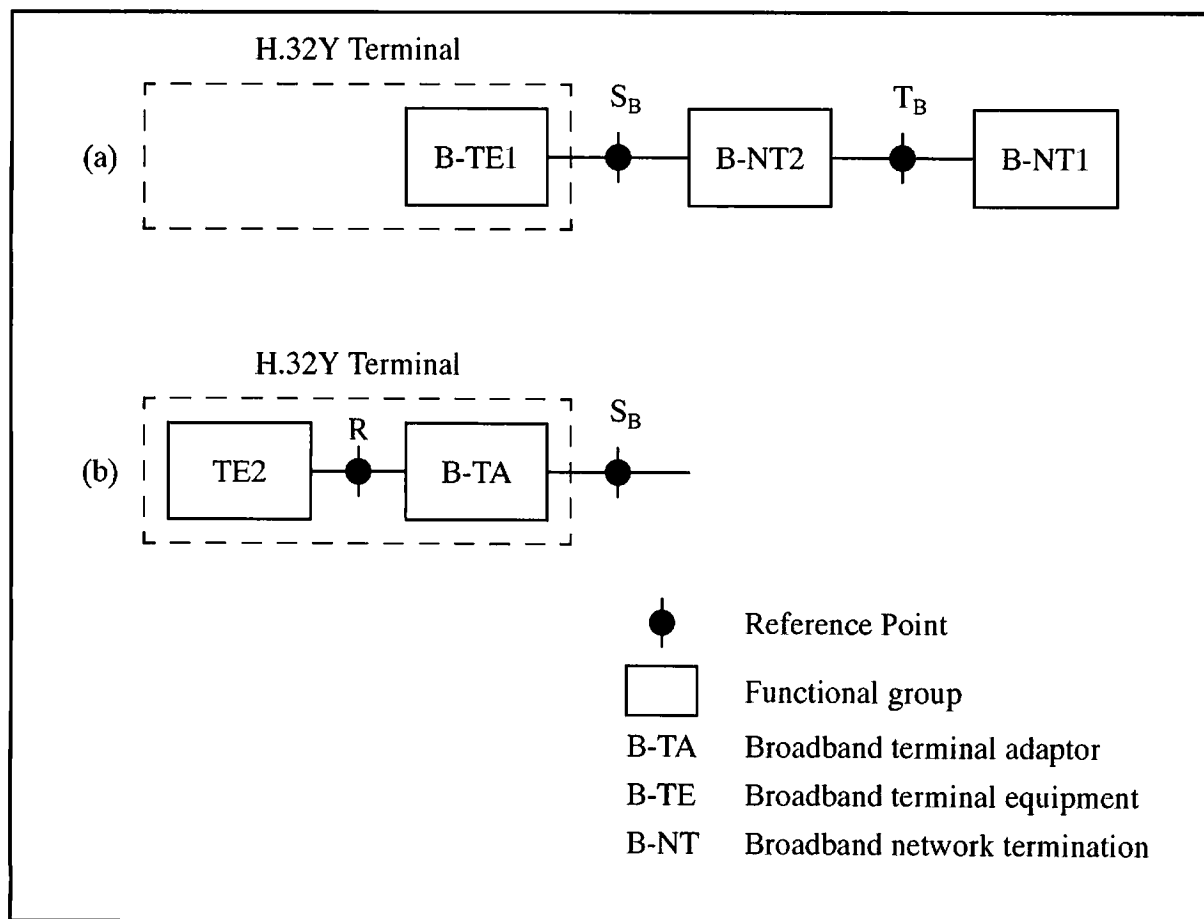 H.32Y Terminal
(a)
B-TE1
S_B
B-NT2
T_B
B-NT1
H.32Y Terminal
(b)
TE2
R
B-TA
S_B
Reference Point
Functional group
B-TA Broadband terminal adaptor
B-TE Broadband terminal equipment
B-NT Broadband network termination